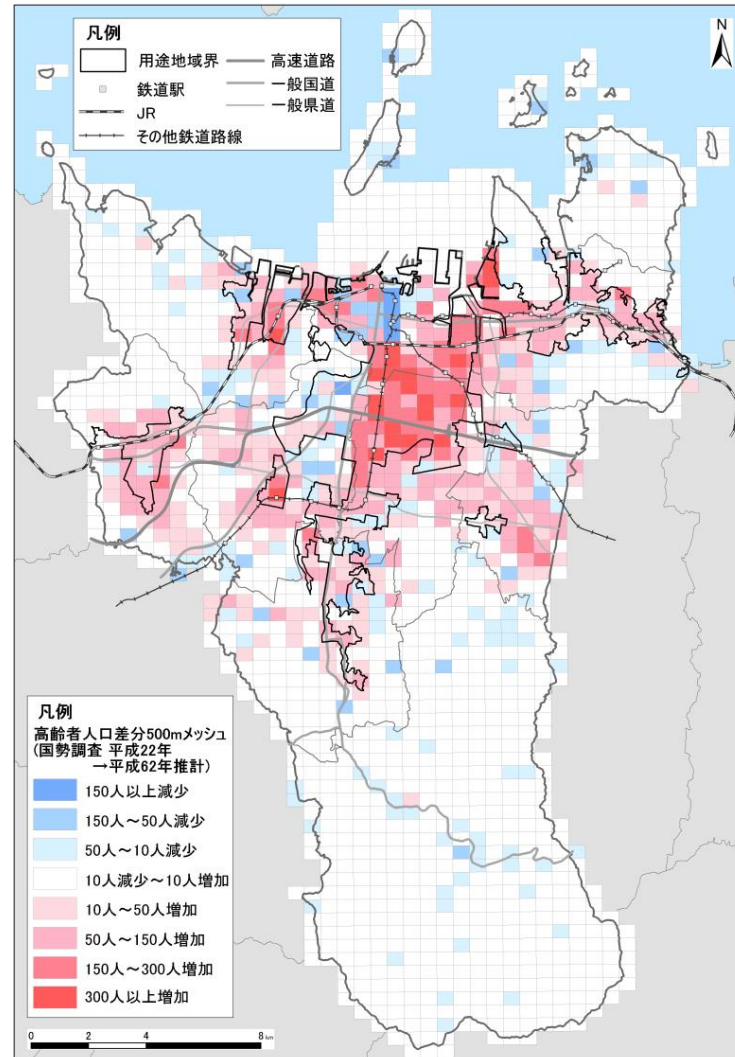 凡例
用途地域界
鉄道駅
JR
その他鉄道路線
高速道路
一般国道
一般県道
N
凡例
高齢者人口差分500mメッシュ
(国勢調査 平成22年
→平成62年推計)
150人以上減少
150人～50人減少
50人～10人減少
10人減少～10人増加
10人～50人増加
50人～150人増加
150人～300人増加
300人以上増加
0 2 4 8 km